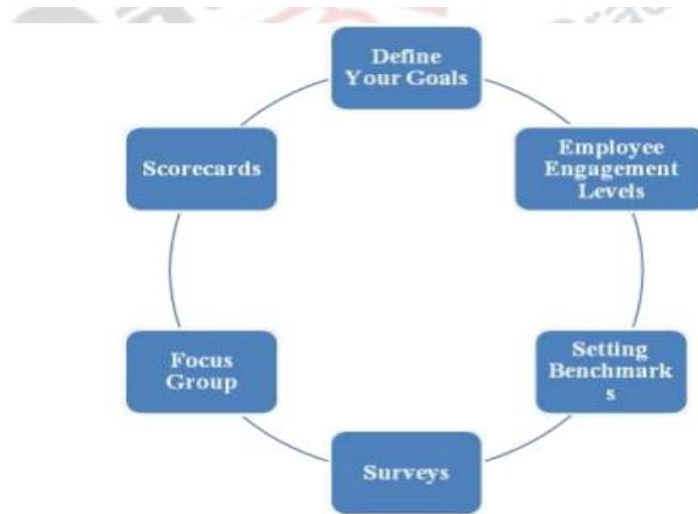 Define
Your Goals
Employee
Engagement
Levels
Setting
Benchmark
s
Surveys
Focus
Group
Scorecards